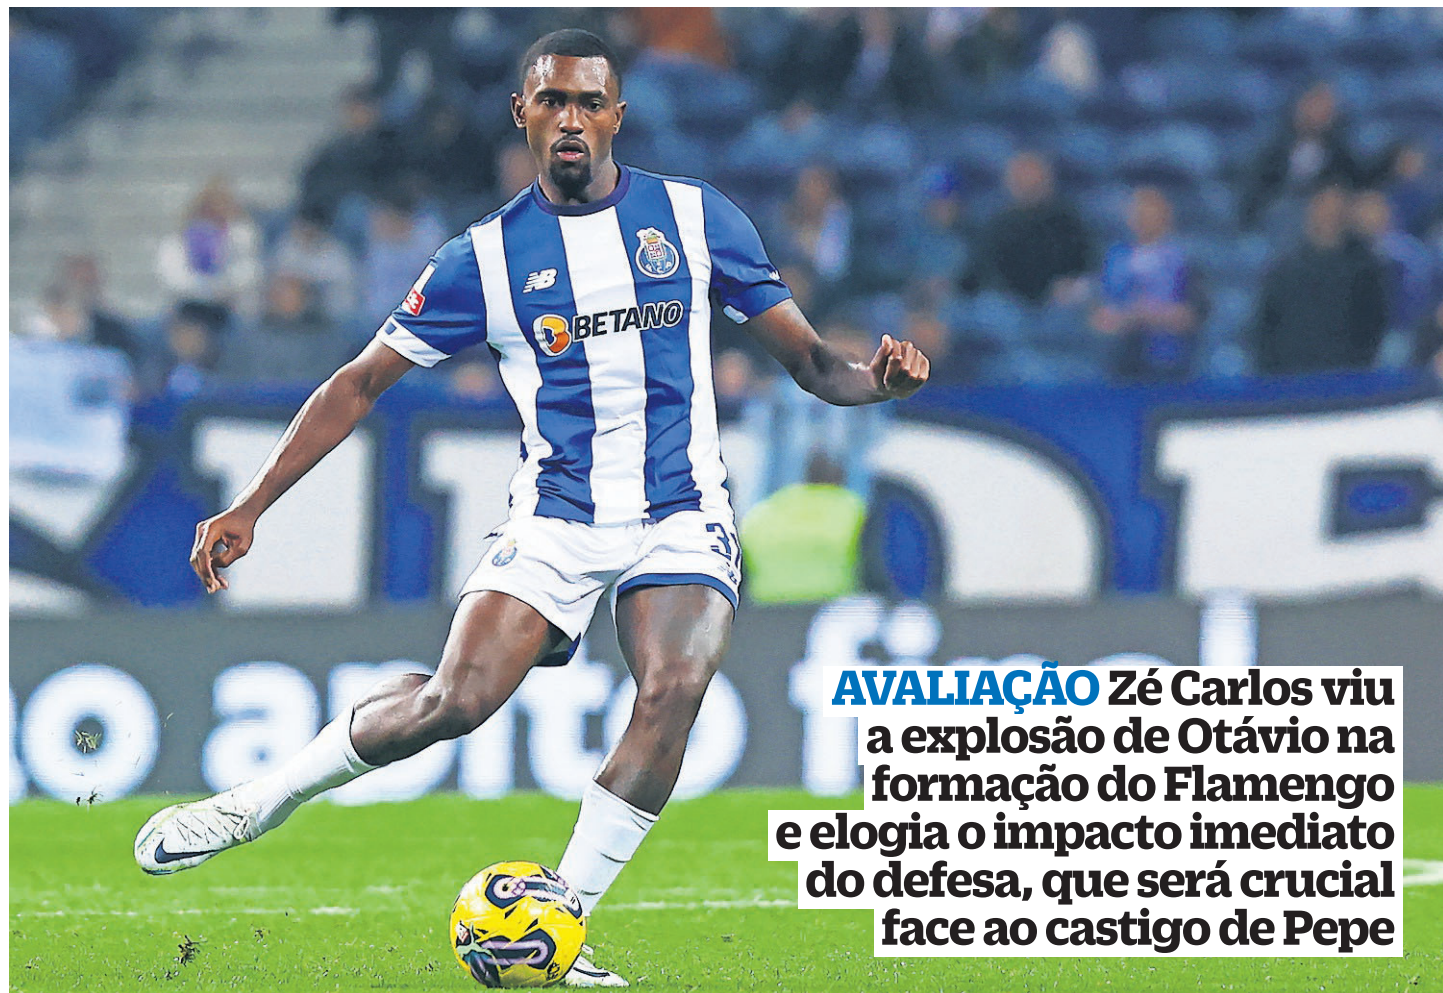 BETANO
31
AVALIAÇÃO Zé Carlos viu
a explosão de Otávio na
formação do Flamengo
e elogia o impacto imediato
do defesa, que será crucial
face ao castigo de Pepe